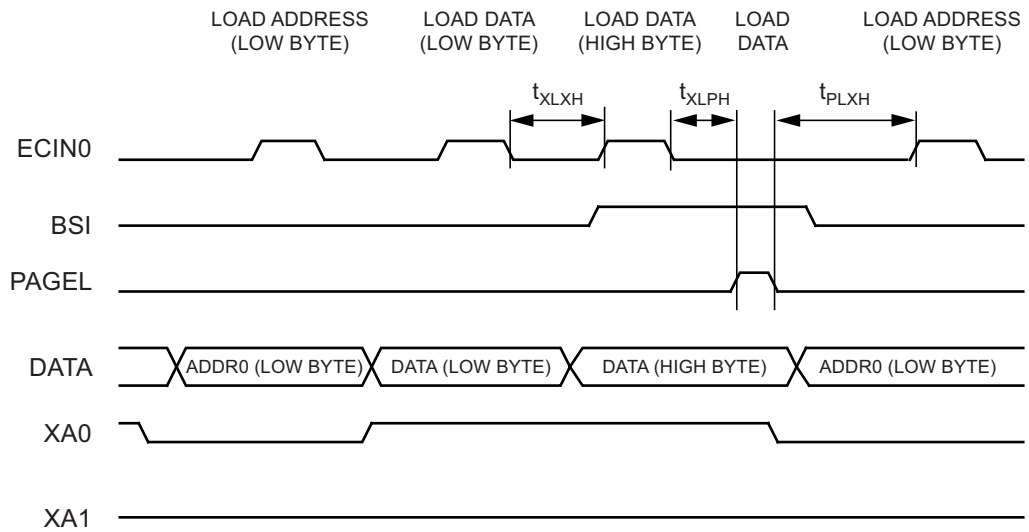 LOAD ADDRESS
(LOW BYTE)
LOAD DATA
(LOW BYTE)
LOAD DATA
(HIGH BYTE)
LOAD
DATA
LOAD ADDRESS
(LOW BYTE)
tXLXH
tXLPH
tPLXH
ECIN0
BSI
PAGEL
DATA
ADDR0 (LOW BYTE)
DATA (LOW BYTE)
DATA (HIGH BYTE)
ADDR0 (LOW BYTE)
XA0
XA1